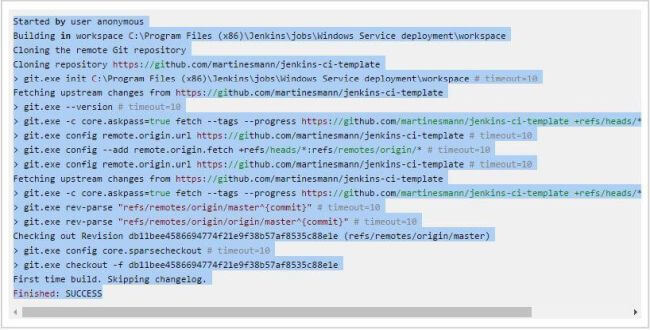 Started by user anonymous
Building in workspace C:\Program Files (x86)\Jenkins\jobs\Windows Service deployment\workspace
Cloning the remote Git repository
Cloning repository https://github.com/martinesmann/jenkins-ci-template
> git.exe init C:\Program Files (x86)\Jenkins\jobs\Windows Service deployment\workspace # timeout=10
Fetching upstream changes from https://github.com/martinesmann/jenkins-ci-template
> git.exe --version # timeout=10
> git.exe -c core.askpass=true fetch --tags --progress https://github.com/martinesmann/jenkins-ci-template +refs/heads/*
> git.exe config remote.origin.url https://github.com/martinesmann/jenkins-ci-template # timeout=10
> git.exe config --add remote.origin.fetch +refs/heads/*:refs/remotes/origin/* # timeout=10
> git.exe config remote.origin.url https://github.com/martinesmann/jenkins-ci-template # timeout=10
Fetching upstream changes from https://github.com/martinesmann/jenkins-ci-template
> git.exe -c core.askpass=true fetch --tags --progress https://github.com/martinesmann/jenkins-ci-template +refs/heads/*
> git.exe rev-parse "refs/remotes/origin/master^{commit}" # timeout=10
> git.exe rev-parse "refs/remotes/origin/origin/master^{commit}" # timeout=10
Checking out Revision db11bee4586694774f21e9f38b57af8535c88e1e (refs/remotes/origin/master)
> git.exe config core.sparsecheckout # timeout=10
> git.exe checkout -f db11bee4586694774f21e9f38b57af8535c88e1e
First time build. Skipping changelog.
Finished: SUCCESS